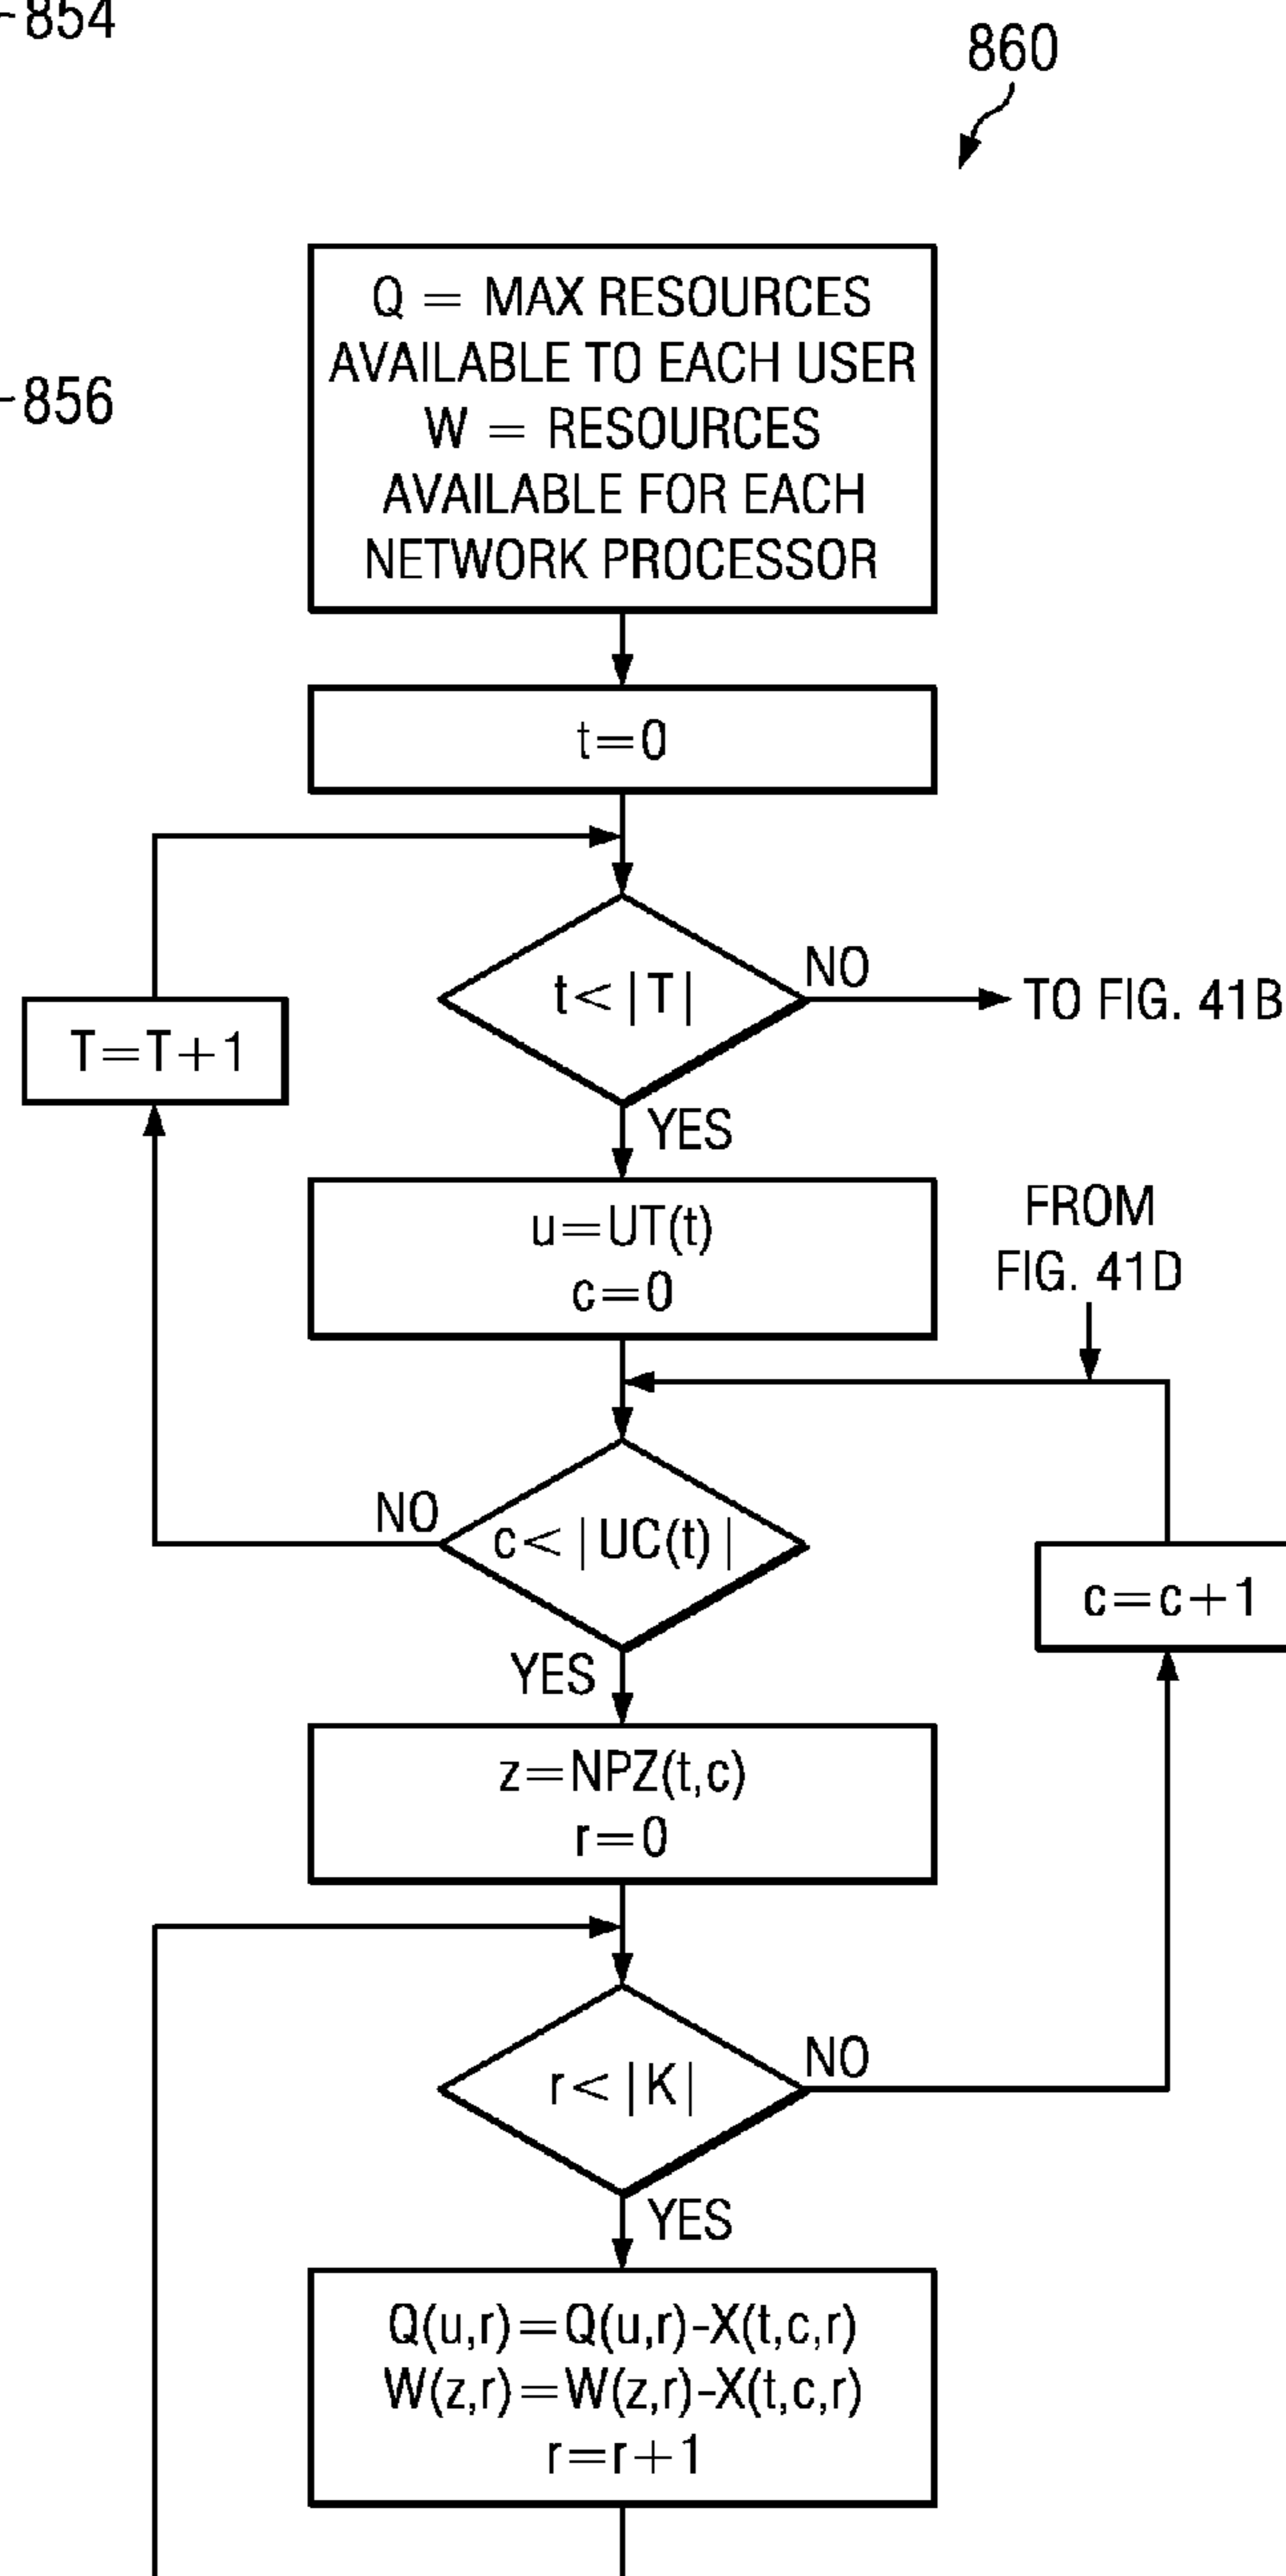 854
860
856
Q = MAX RESOURCES
AVAILABLE TO EACH USER
W = RESOURCES
AVAILABLE FOR EACH
NETWORK PROCESSOR
t=0
t< |T|
NO
TO FIG. 41B
T=T+1
YES
u=UT(t)
c=0
FROM
FIG. 41D
NO
c< |UC(t)|
c=c+1
YES
z=NPZ(t,c)
r=0
r< |K|
NO
YES
Q(u,r)=Q(u,r)-X(t,c,r)
W(z,r)=W(z,r)-X(t,c,r)
r=r+1